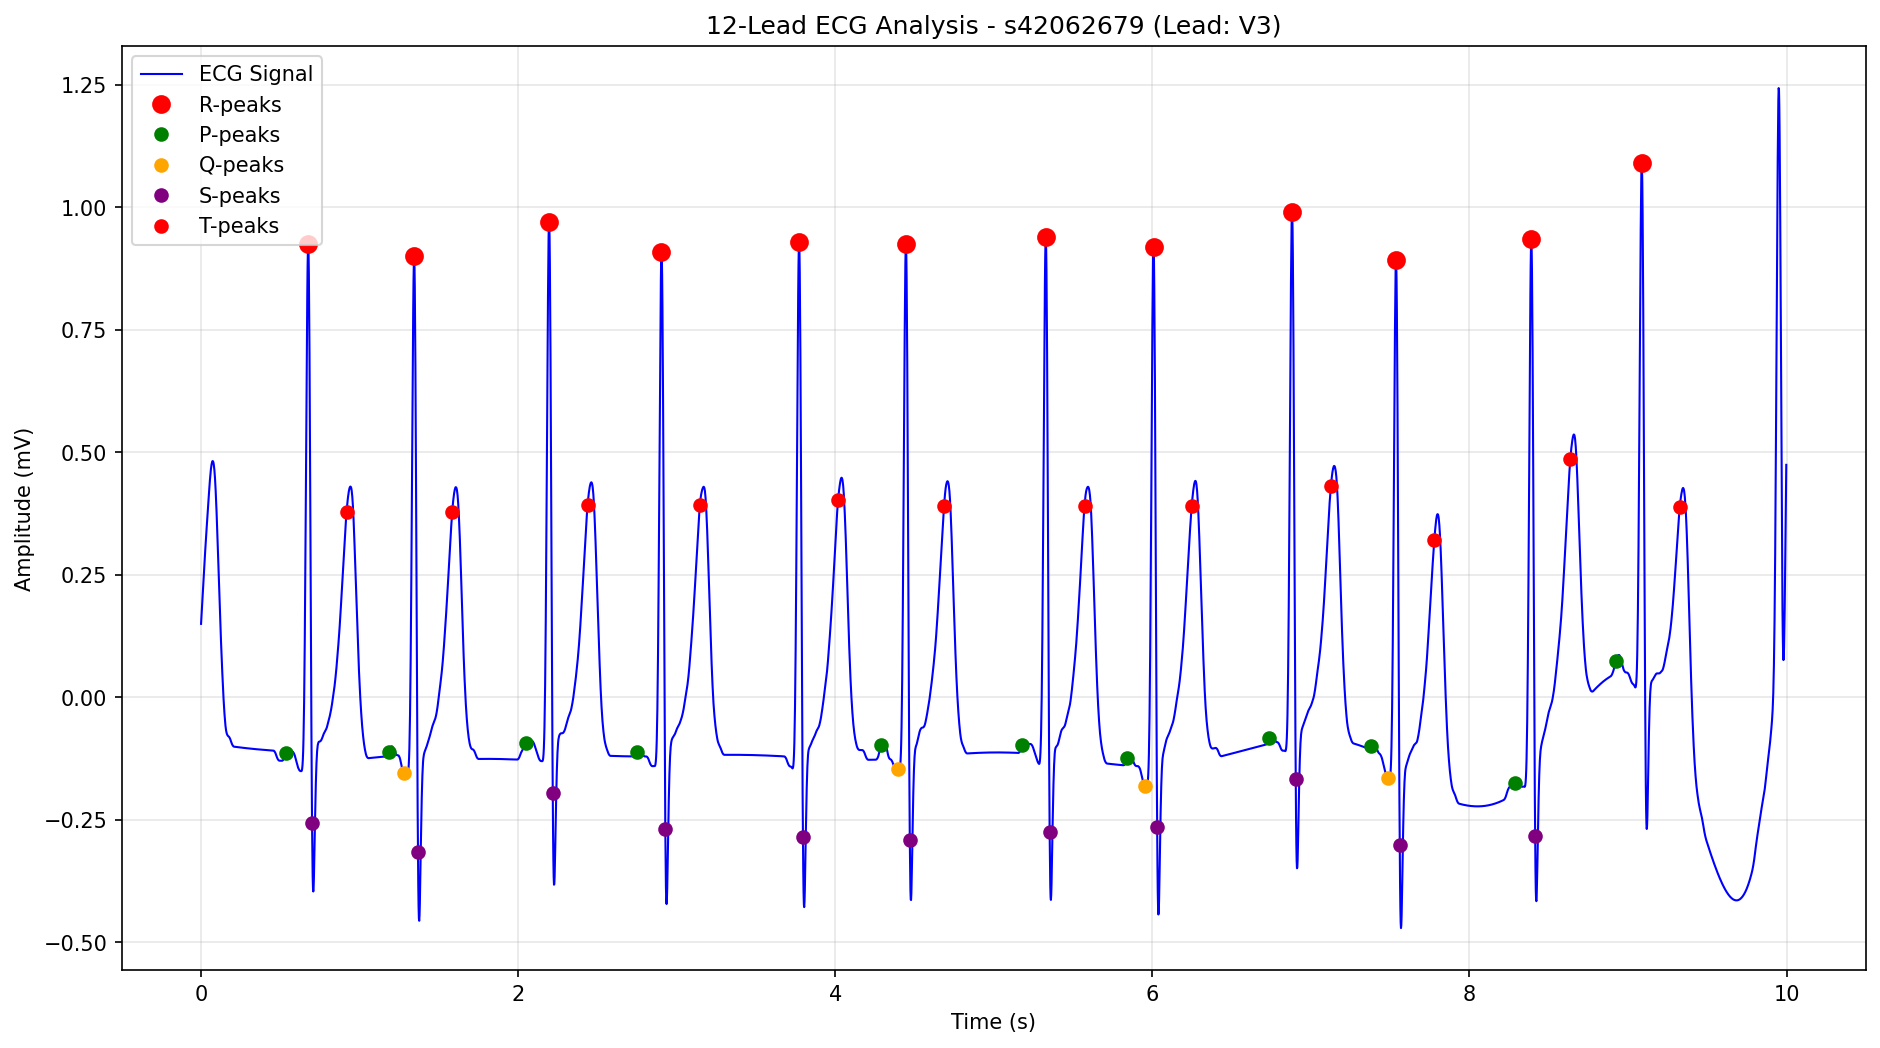 12-Lead ECG Analysis - s42062679 (Lead: V3)
ECG Signal
R-peaks
P-peaks
Q-peaks
S-peaks
T-peaks
Amplitude (mV)
1.25
1.00
0.75
0.50
0.25
0.00
−0.25
−0.50
0
2
4
6
8
10
Time (s)